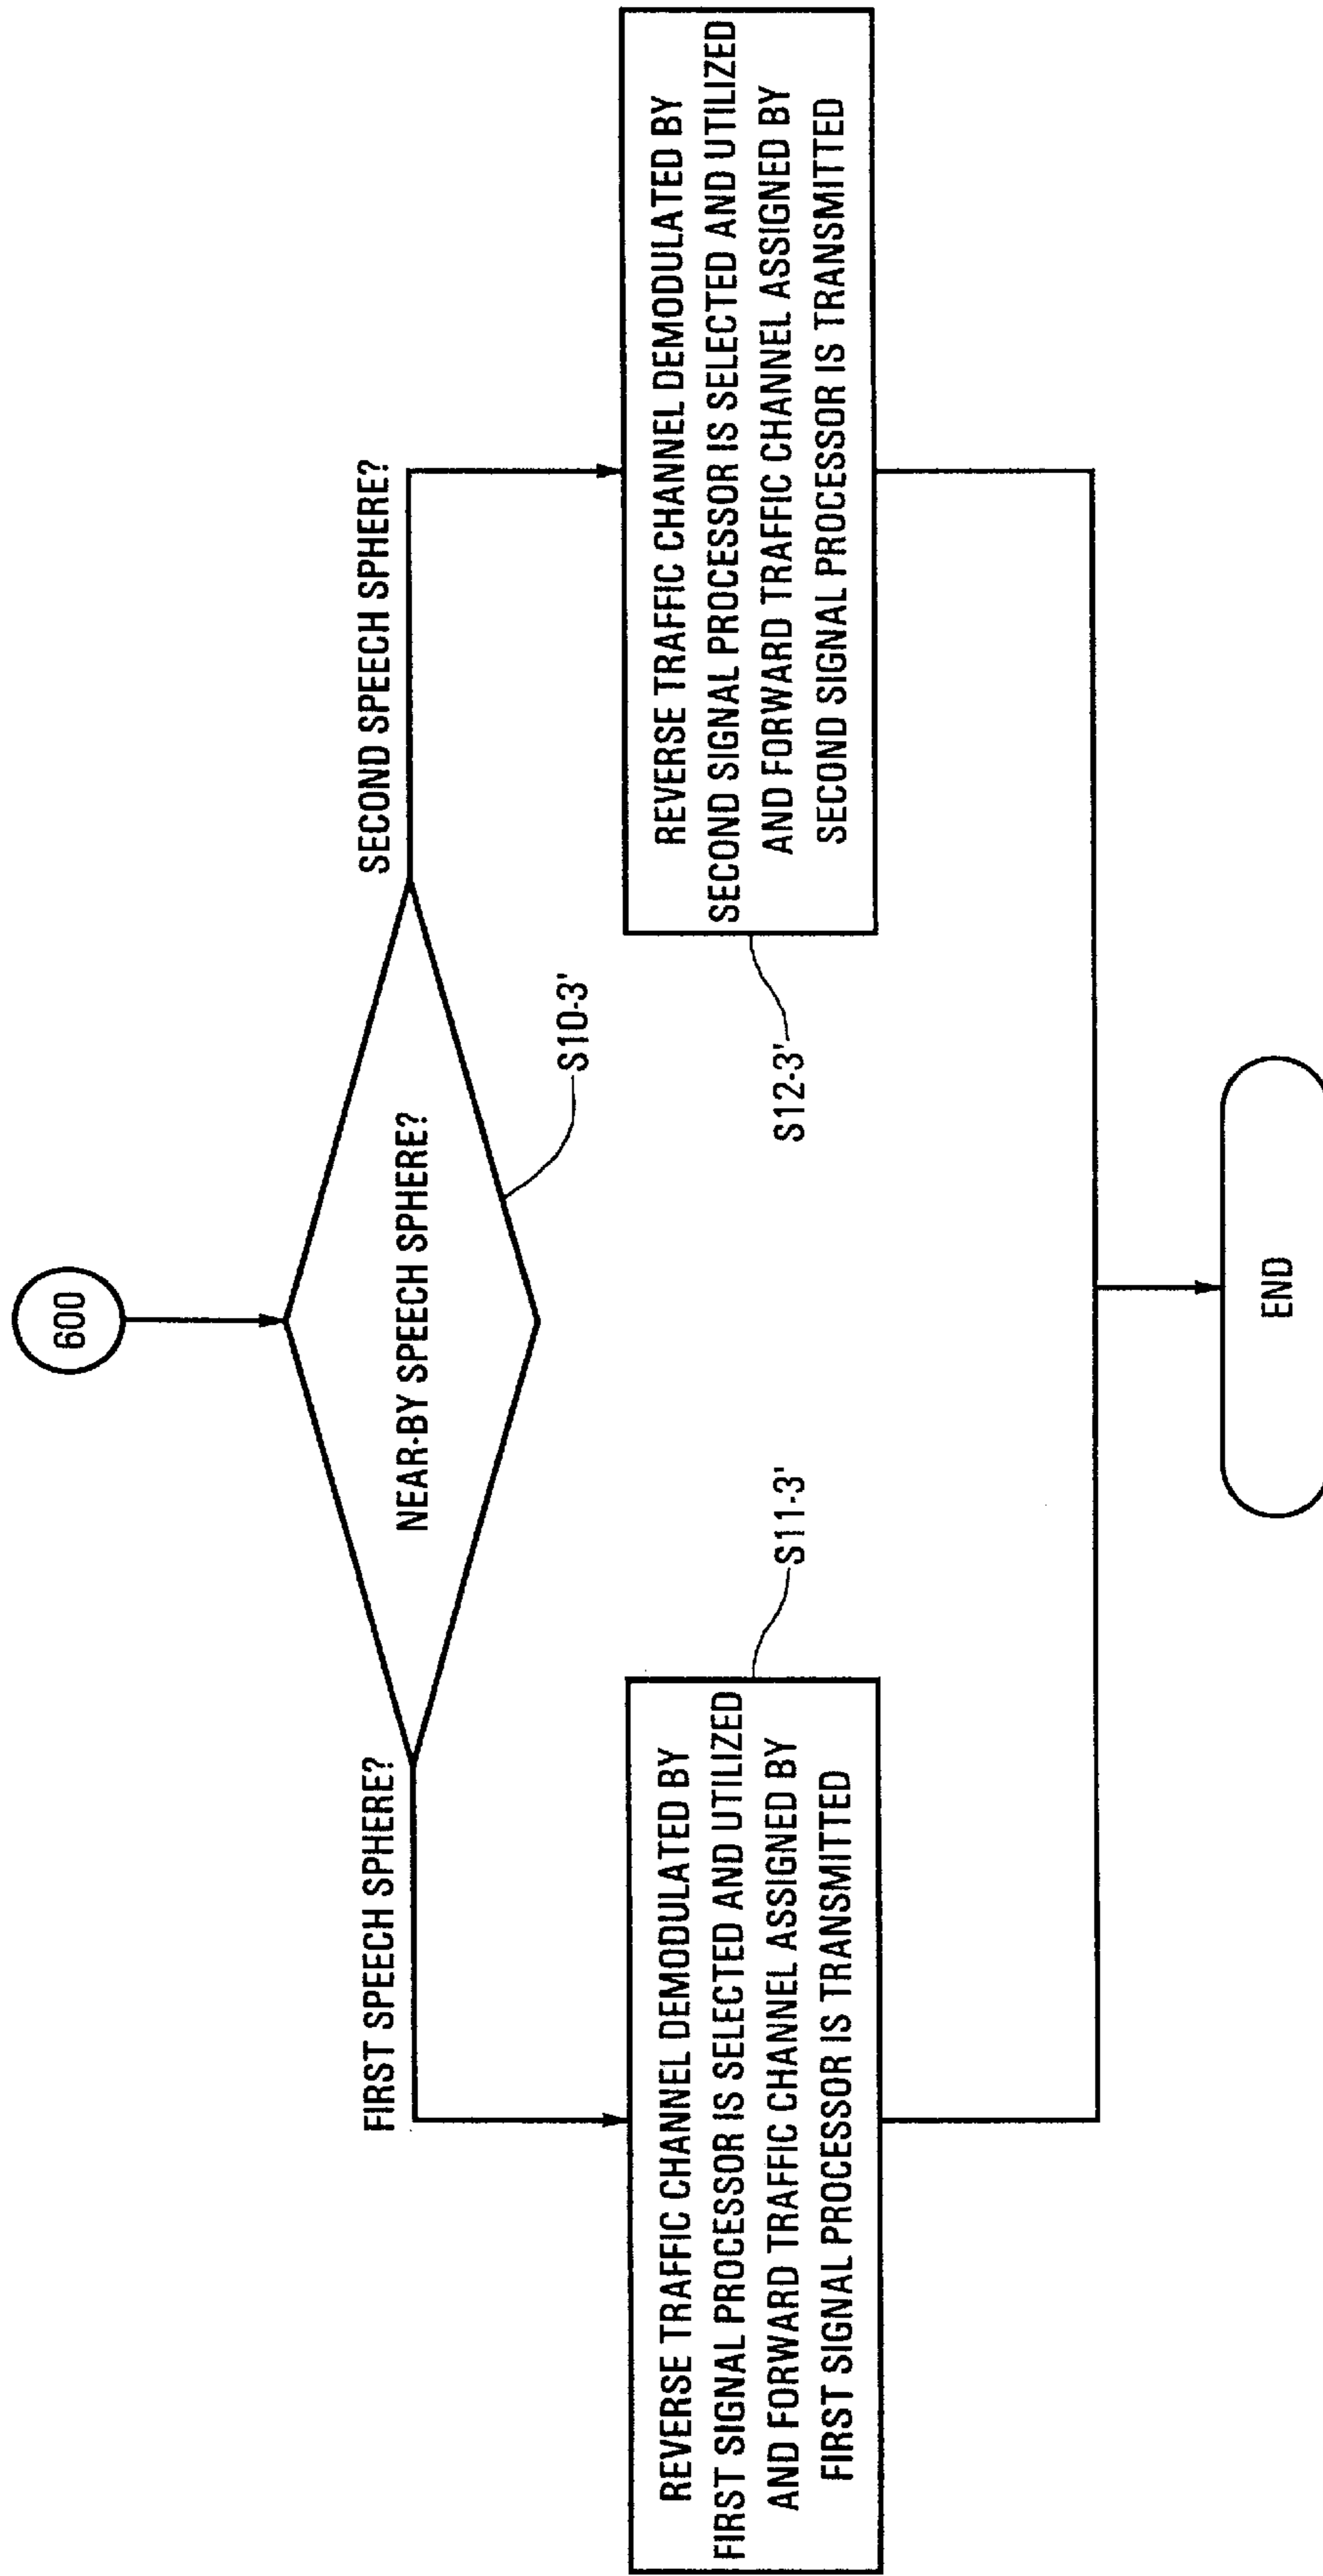 600
NEAR-BY SPEECH SPHERE?
S10-3'
FIRST SPEECH SPHERE?
SECOND SPEECH SPHERE?
REVERSE TRAFFIC CHANNEL DEMODULATED BY
FIRST SIGNAL PROCESSOR IS SELECTED AND UTILIZED
AND FORWARD TRAFFIC CHANNEL ASSIGNED BY
FIRST SIGNAL PROCESSOR IS TRANSMITTED
S11-3'
S12-3'
REVERSE TRAFFIC CHANNEL DEMODULATED BY
SECOND SIGNAL PROCESSOR IS SELECTED AND UTILIZED
AND FORWARD TRAFFIC CHANNEL ASSIGNED BY
SECOND SIGNAL PROCESSOR IS TRANSMITTED
END